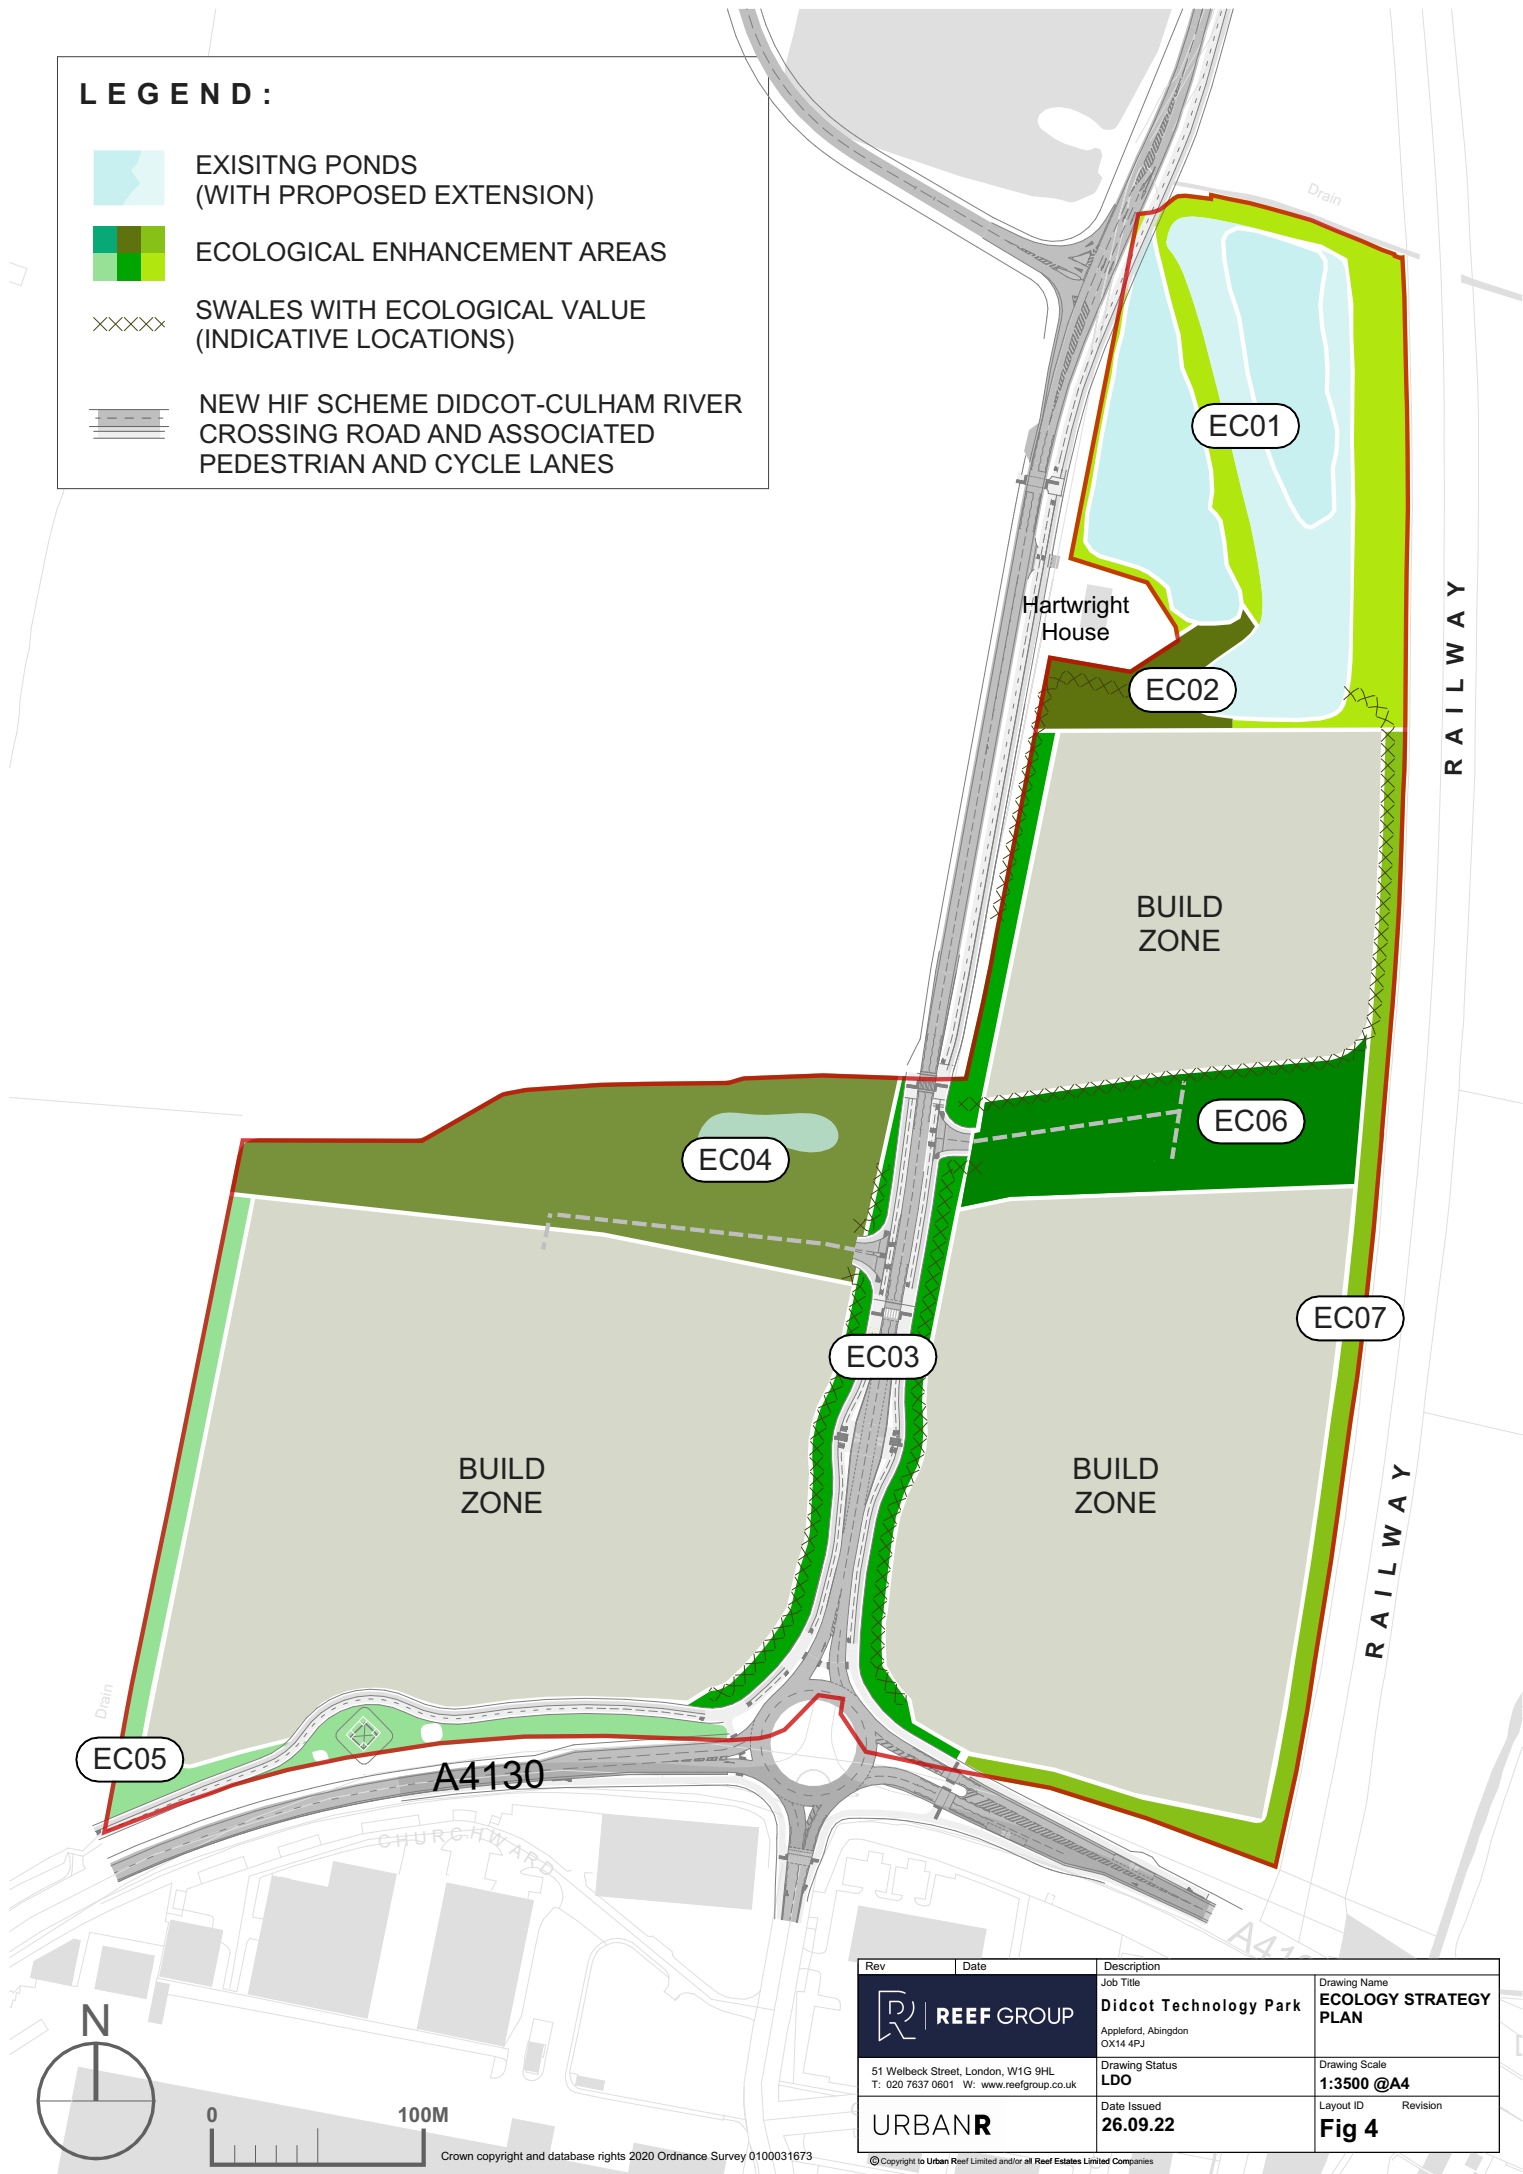 LEGEND:
EXISITNG PONDS
(WITH PROPOSED EXTENSION)
ECOLOGICAL ENHANCEMENT AREAS
SWALES WITH ECOLOGICAL VALUE
(INDICATIVE LOCATIONS)
NEW HIF SCHEME DIDCOT-CULHAM RIVER
CROSSING ROAD AND ASSOCIATED
PEDESTRIAN AND CYCLE LANES
Drain
EC01
Hartwright
House
RAILWAY
EC02
BUILD
ZONE
EC06
EC04
EC07
EC03
BUILD
ZONE
BUILD
ZONE
RAILWAY
Drain
EC05
A4130
CHURCHWARD
N
0 100M
Crown copyright and database rights 2020 Ordnance Survey 0100031673
Rev Date Description
REEF GROUP
Job Title
Didcot Technology Park
Appleford, Abingdon
OX14 4PJ
Drawing Name
ECOLOGY STRATEGY
PLAN
51 Welbeck Street, London, W1G 9HL
T: 020 7637 0601 W: www.reefgroup.co.uk
Drawing Status
LDO
Drawing Scale
1:3500 @A4
URBANR
Date Issued
26.09.22
Layout ID Revision
Fig 4
© Copyright to Urban Reef Limited and/or all Reef Estates Limited Companies